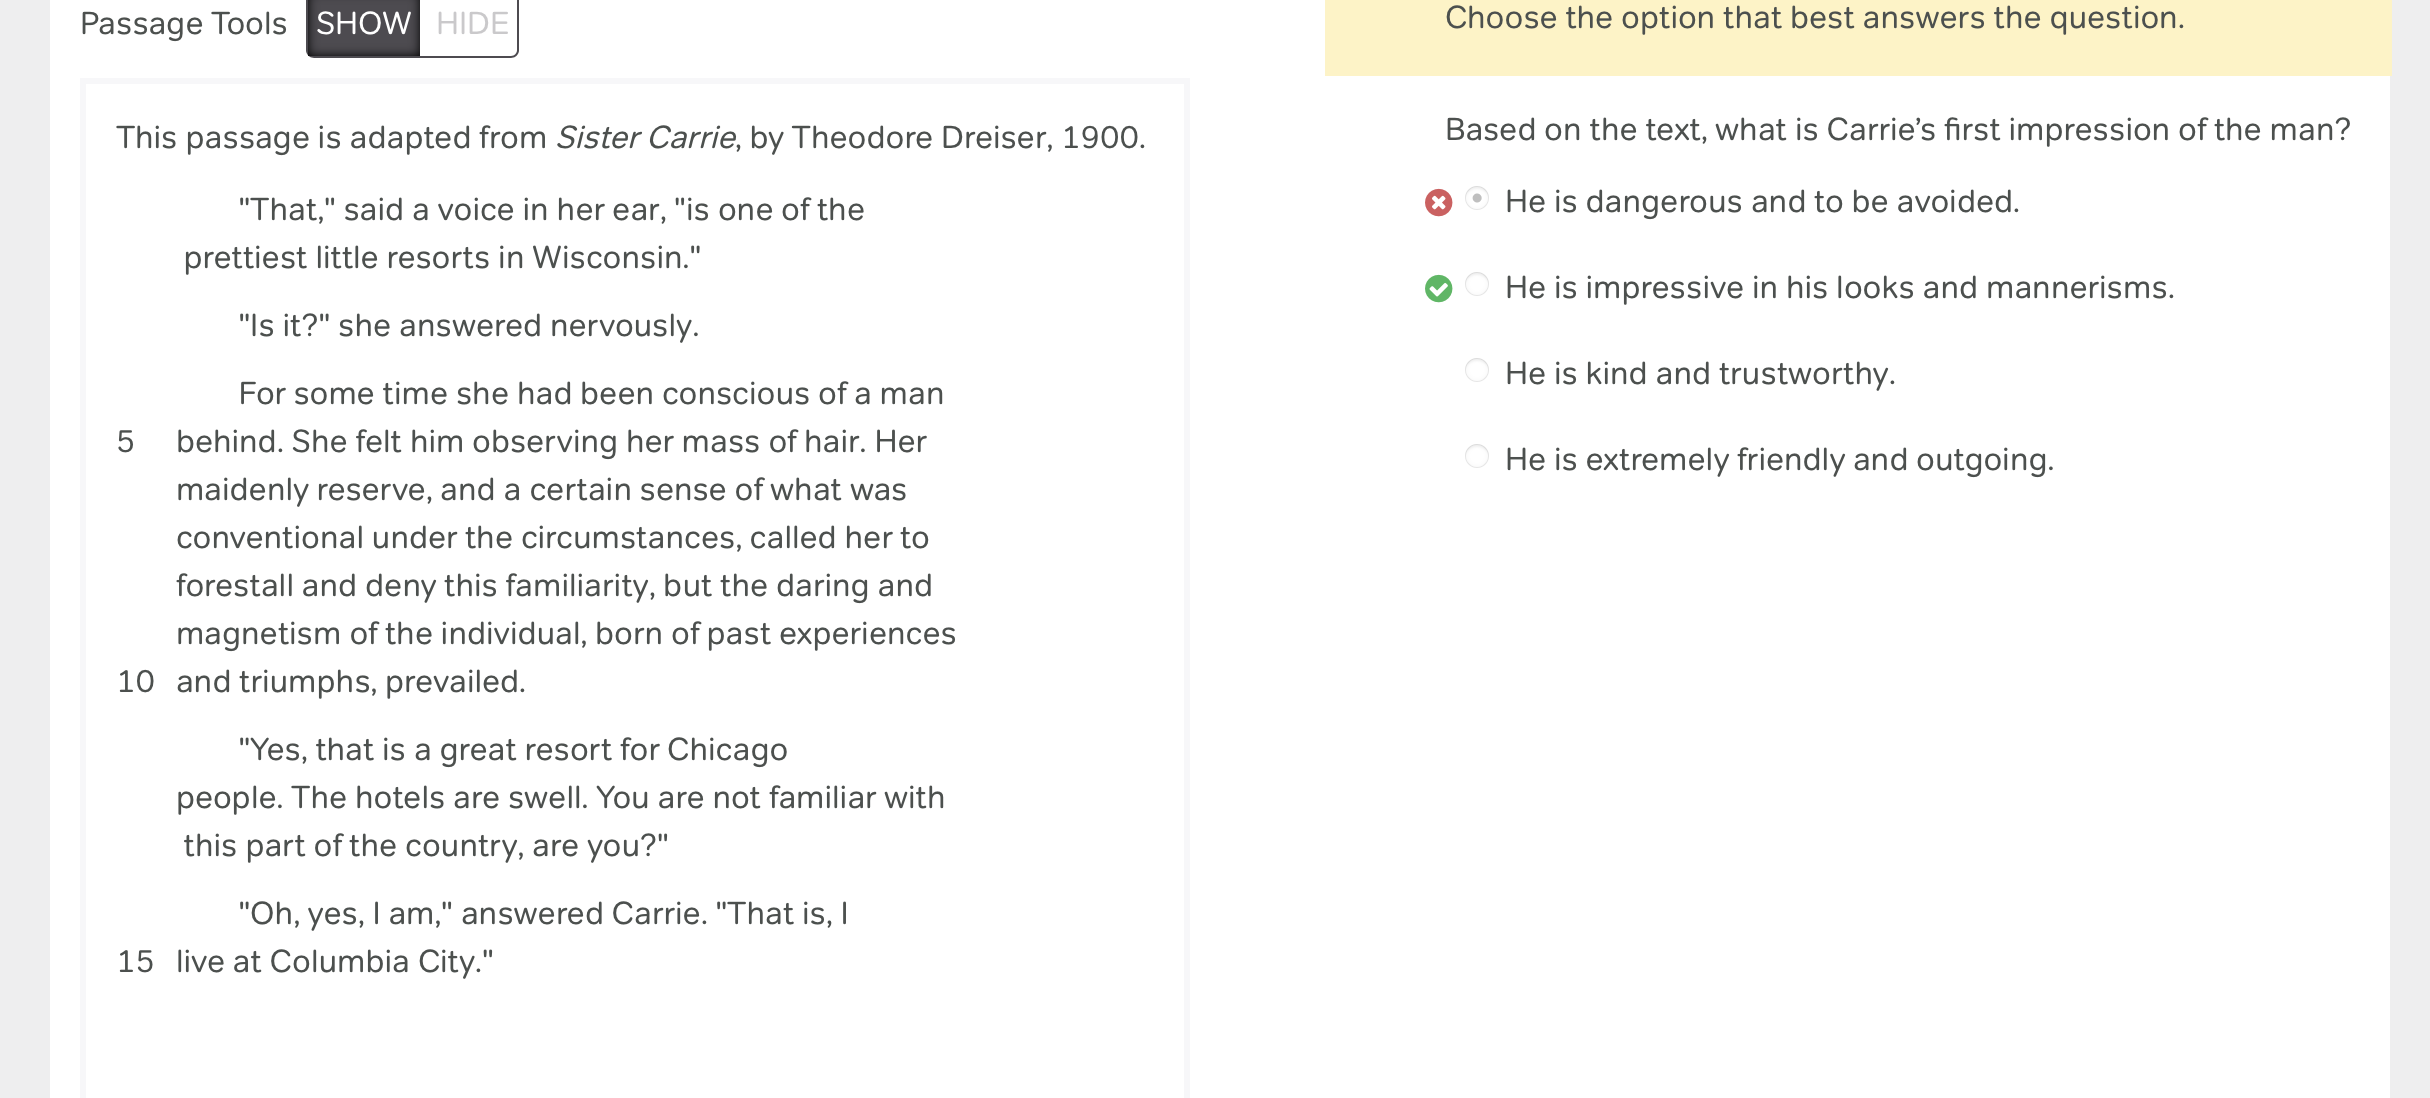 Passage Tools SHOW HIDE
This passage is adapted from Sister Carrie, by Theodore Dreiser, 1900.
"That," said a voice in her ear, "is one of the
prettiest little resorts in Wisconsin."
"Is it?" she answered nervously.
For some time she had been conscious of a man
5 behind. She felt him observing her mass of hair. Her
maidenly reserve, and a certain sense of what was
conventional under the circumstances, called her to
forestall and deny this familiarity, but the daring and
magnetism of the individual, born of past experiences
10 and triumphs, prevailed.
"Yes, that is a great resort for Chicago
people. The hotels are swell. You are not familiar with
this part of the country, are you?"
"Oh, yes, I am," answered Carrie. "That is, I
15 live at Columbia City."
Choose the option that best answers the question.
Based on the text, what is Carrie’s first impression of the man?
He is dangerous and to be avoided.
He is impressive in his looks and mannerisms.
He is kind and trustworthy.
He is extremely friendly and outgoing.